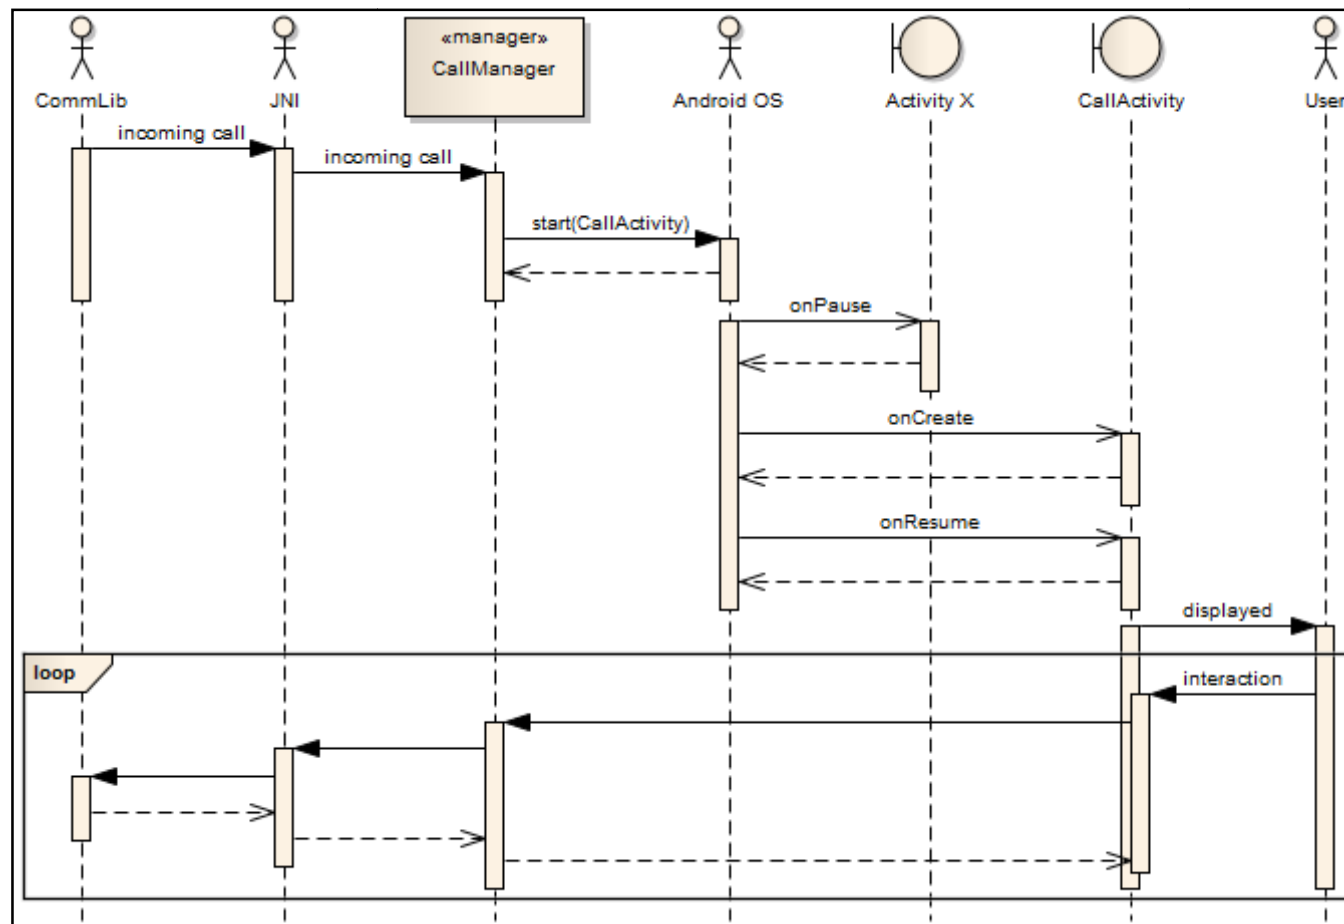 «manager»
CallManager
CommLib
JNI
Android OS
Activity X
CallActivity
User
incoming call
incoming call
start(CallActivity)
onPause
onCreate
onResume
displayed
loop
interaction